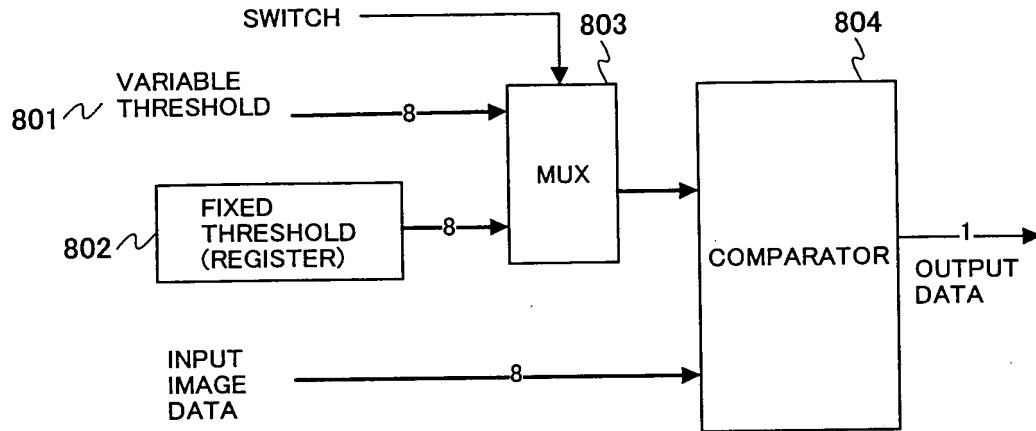 SWITCH
803
804
801
VARIABLE
THRESHOLD
8
MUX
802
FIXED
THRESHOLD
(REGISTER)
8
COMPARATOR
1
OUTPUT
DATA
INPUT
IMAGE
DATA
8